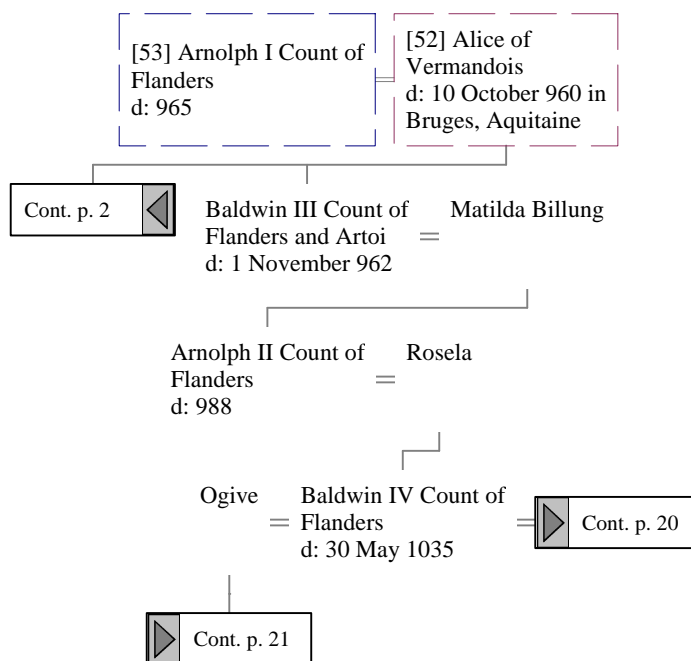 [53] Arnolph I Count of
Flanders
d: 965
[52] Alice of
Vermandois
d: 10 October 960 in
Bruges, Aquitaine
Cont. p. 2
Baldwin III Count of
Flanders and Artoi
d: 1 November 962
=
Matilda Billung
Arnolph II Count of
Flanders
d: 988
=
Rosela
Ogive
=
Baldwin IV Count of
Flanders
d: 30 May 1035
=
Cont. p. 20
Cont. p. 21